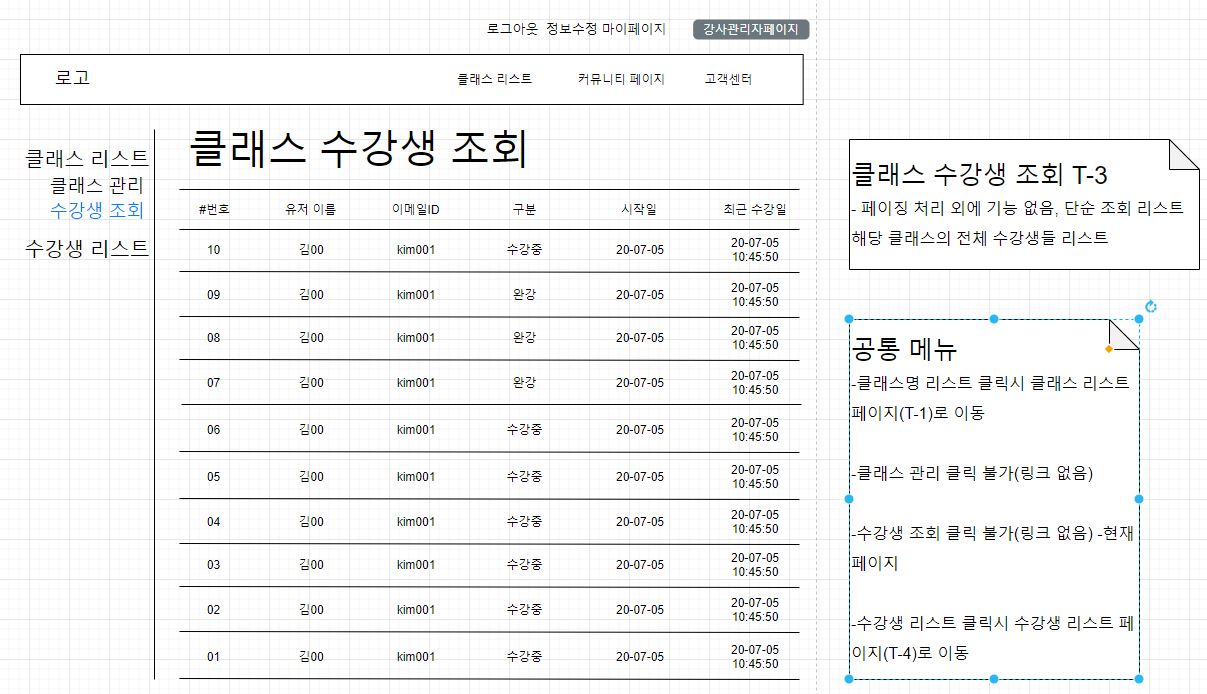 로그아웃 정보수정 마이페이지 강사관리자페이지
로고 클래스 리스트 커뮤니티 페이지 고객센터
클래스 리스트
클래스 관리
수강생 조회
수강생 리스트
클래스 수강생 조회
#번호 유저 이름 이메일ID 구분 시작일 최근 수강일
10 김00 kim001 수강중 20-07-05 20-07-05
10:45:50
09 김00 kim001 완강 20-07-05 20-07-05
10:45:50
08 김00 kim001 완강 20-07-05 20-07-05
10:45:50
07 김00 kim001 완강 20-07-05 20-07-05
10:45:50
06 김00 kim001 수강중 20-07-05 20-07-05
10:45:50
05 김00 kim001 수강중 20-07-05 20-07-05
10:45:50
04 김00 kim001 수강중 20-07-05 20-07-05
10:45:50
03 김00 kim001 수강중 20-07-05 20-07-05
10:45:50
02 김00 kim001 수강중 20-07-05 20-07-05
10:45:50
01 김00 kim001 수강중 20-07-05 20-07-05
10:45:50
클래스 수강생 조회 T-3
- 페이징 처리 외에 기능 없음, 단순 조회 리스트
해당 클래스의 전체 수강생들 리스트
공통 메뉴
-클래스명 리스트 클릭시 클래스 리스트
페이지(T-1)로 이동
-클래스 관리 클릭 불가(링크 없음)
-수강생 조회 클릭 불가(링크 없음) -현재
페이지
-수강생 리스트 클릭시 수강생 리스트 페
이지(T-4)로 이동